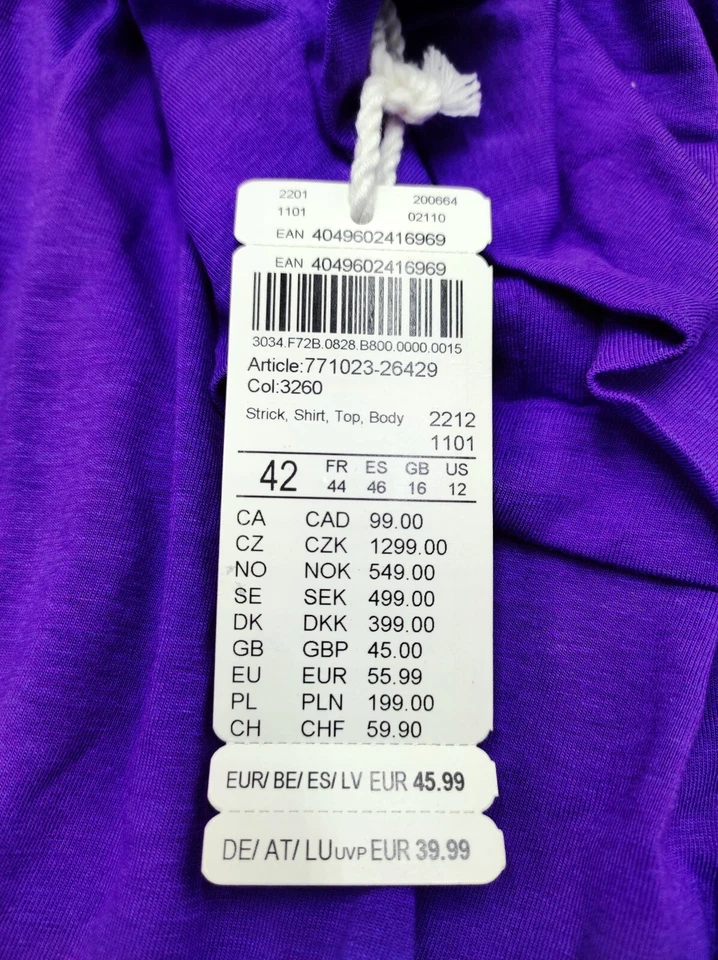 2201 200664
1101 02110
EAN 4049602416969
EAN 4049602416969
3034.F72B.0828.B800.0000.0015
Article:771023-26429
Col:3260
Strick, Shirt, Top, Body 2212
1101
42 FR ES GB US
44 46 16 12
CA CAD 99.00
CZ CZK 1299.00
NO NOK 549.00
SE SEK 499.00
DK DKK 399.00
GB GBP 45.00
EU EUR 55.99
PL PLN 199.00
CH CHF 59.90
EUR/ BE/ ES/ LV EUR 45.99
DE/ AT/ LU UVP EUR 39.99